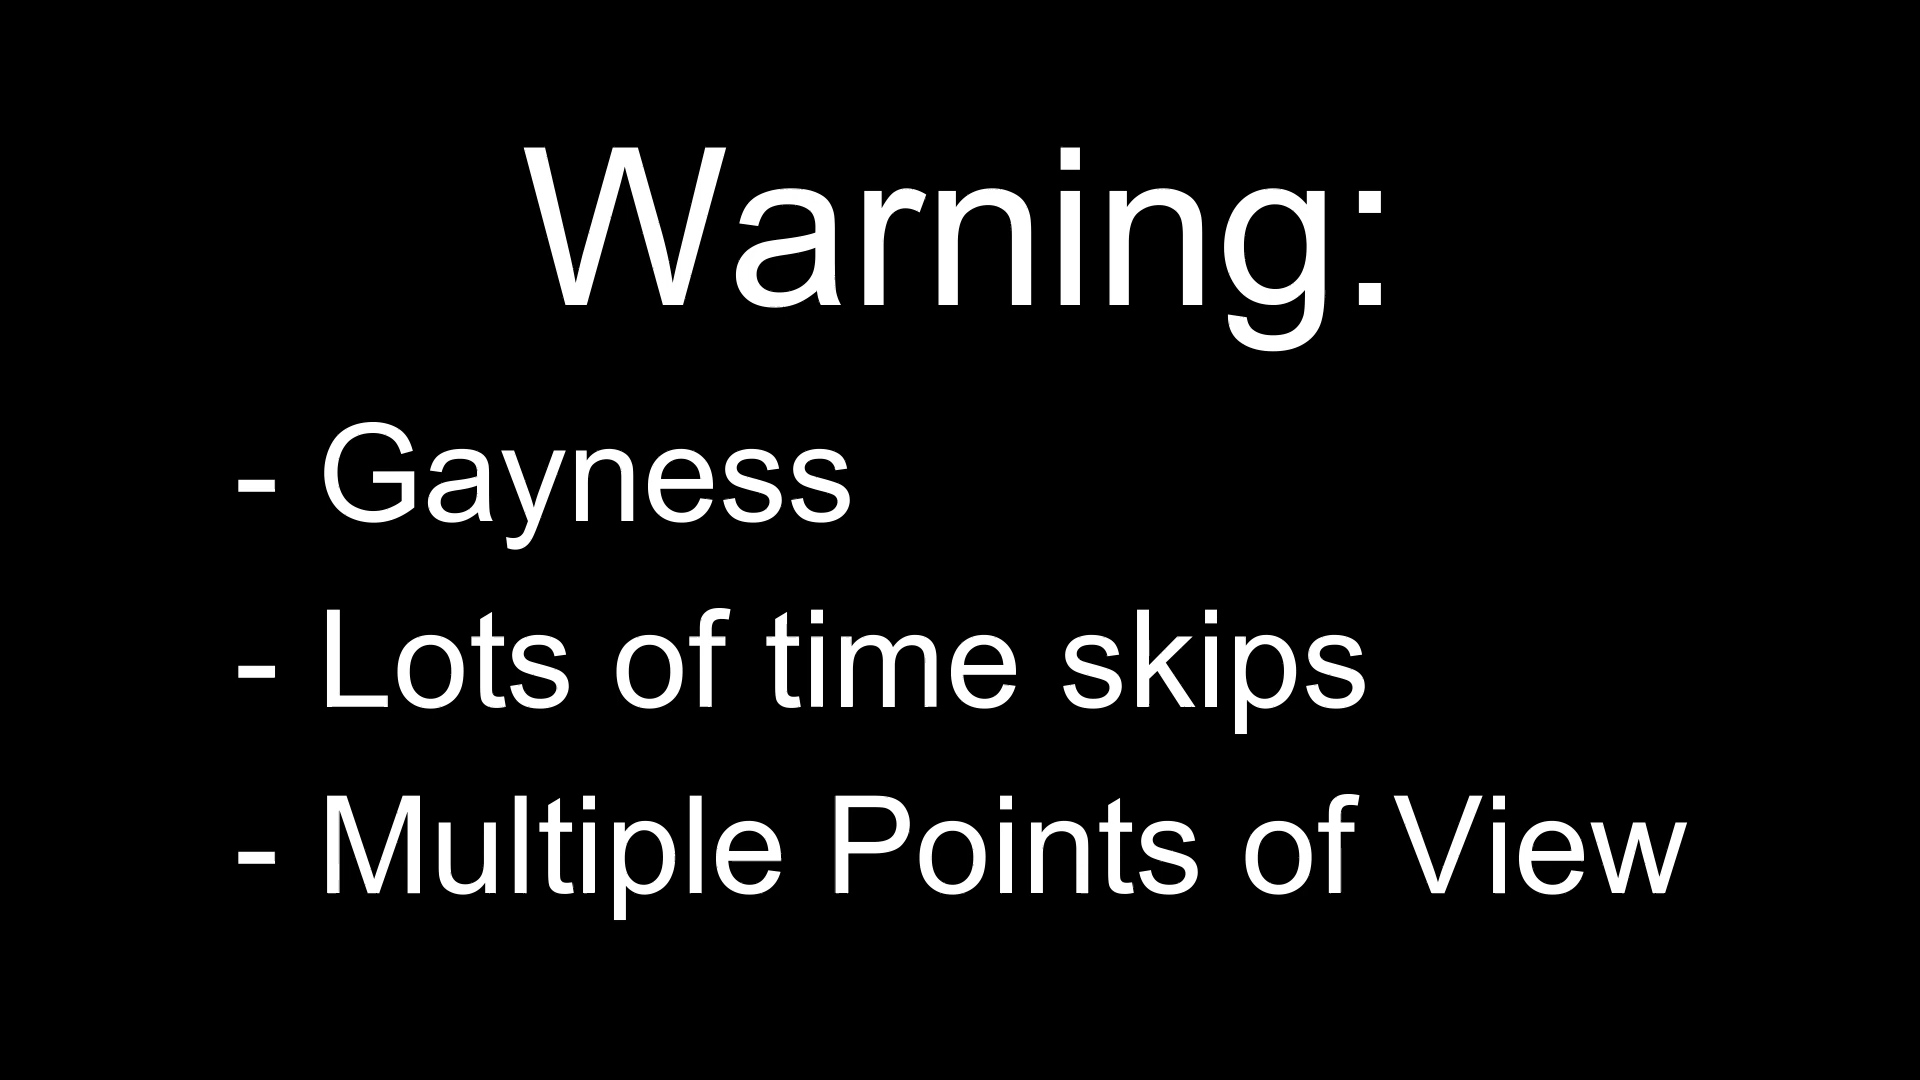 Warning:
- Gayness
- Lots of time skips
- Multiple Points of View